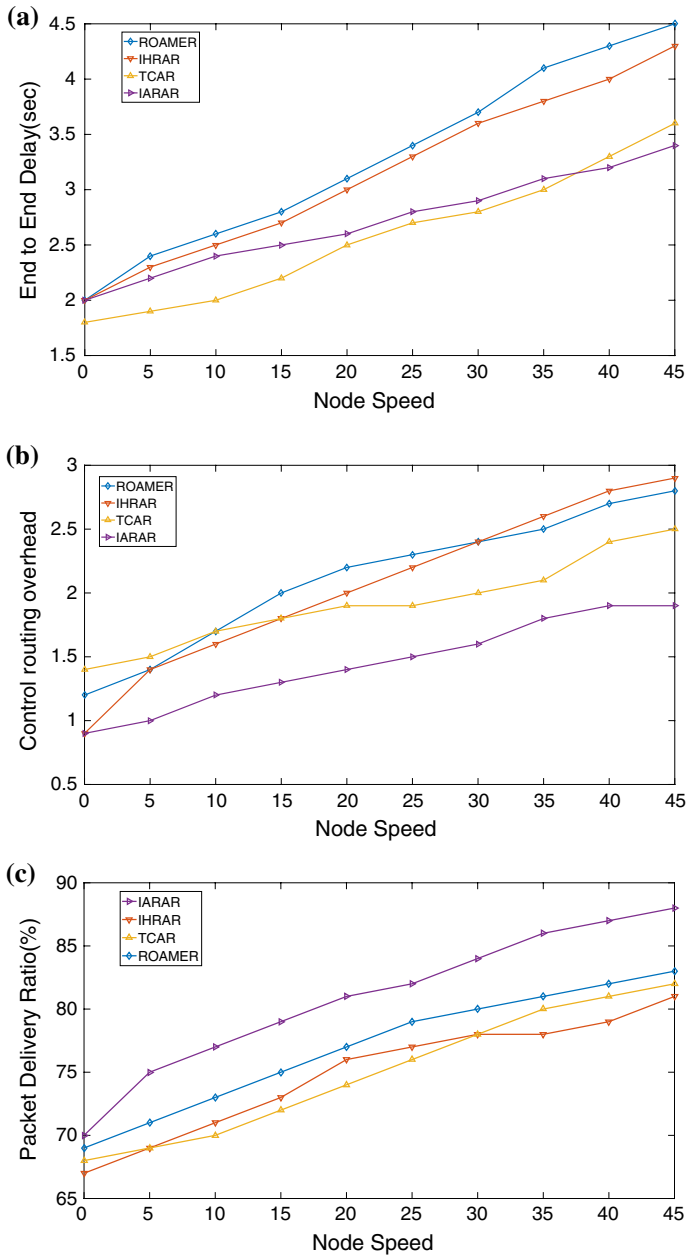 (a)
4.5
4
3.5
3
2.5
2
1.5
End to End Delay(sec)
ROAMER
IHRAR
TCAR
IARAR
0 5 10 15 20 25 30 35 40 45
Node Speed
(b)
3
2.5
2
1.5
1
0.5
Control routing overhead
ROAMER
IHRAR
TCAR
IARAR
0 5 10 15 20 25 30 35 40 45
Node Speed
(c)
90
85
80
75
70
65
Packet Delivery Ratio(%)
IARAR
IHRAR
TCAR
ROAMER
0 5 10 15 20 25 30 35 40 45
Node Speed